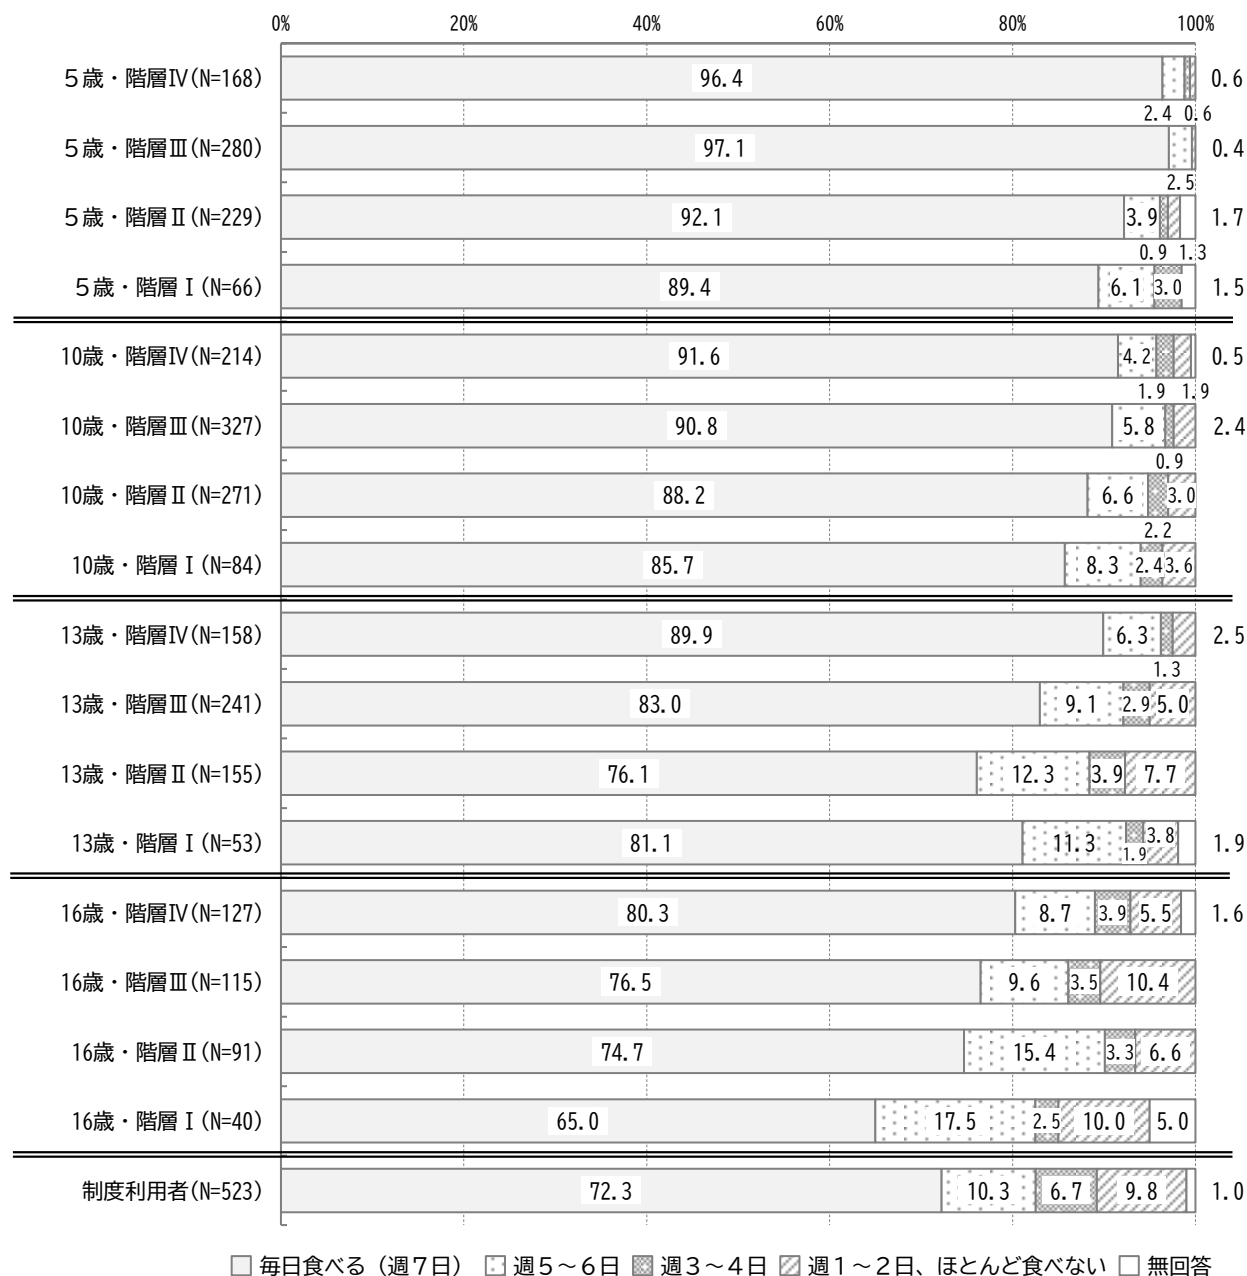 0% 20% 40% 60% 80% 100%
5歳・階層Ⅳ(N=168) 96.4 0.6
2.4 0.6
5歳・階層Ⅲ(N=280) 97.1 0.4
2.5
5歳・階層Ⅱ(N=229) 92.1 3.9 1.7
0.9 1.3
5歳・階層Ⅰ(N=66) 89.4 6.1 3.0 1.5
10歳・階層Ⅳ(N=214) 91.6 4.2 0.5
1.9 1.9
10歳・階層Ⅲ(N=327) 90.8 5.8 2.4
0.9
10歳・階層Ⅱ(N=271) 88.2 6.6 3.0
2.2
10歳・階層Ⅰ(N=84) 85.7 8.3 2.4 3.6
13歳・階層Ⅳ(N=158) 89.9 6.3 2.5
1.3
13歳・階層Ⅲ(N=241) 83.0 9.1 2.9 5.0
13歳・階層Ⅱ(N=155) 76.1 12.3 3.9 7.7
13歳・階層Ⅰ(N=53) 81.1 11.3 1.9 3.8 1.9
16歳・階層Ⅳ(N=127) 80.3 8.7 3.9 5.5 1.6
16歳・階層Ⅲ(N=115) 76.5 9.6 3.5 10.4
16歳・階層Ⅱ(N=91) 74.7 15.4 3.3 6.6
16歳・階層Ⅰ(N=40) 65.0 17.5 2.5 10.0 5.0
制度利用者(N=523) 72.3 10.3 6.7 9.8 1.0
毎日食べる（週７日） 週５～６日 週３～４日 週１～２日、ほとんど食べない 無回答